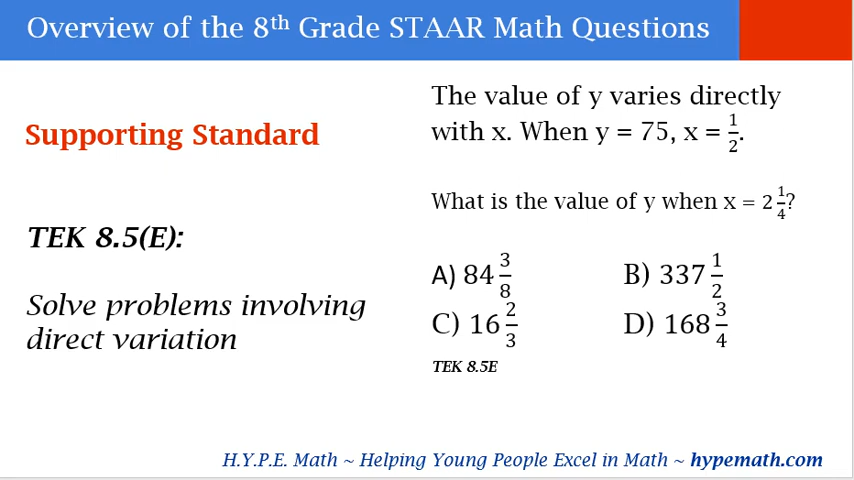 Overview of the 8th Grade STAAR Math Questions
Supporting Standard
TEK 8.5(E):
Solve problems involving
direct variation
The value of y varies directly
with x. When y = 75, x = 1/2.
What is the value of y when x = 2 1/4?
A) 84 3/8
B) 337 1/2
C) 16 2/3
D) 168 3/4
TEK 8.5E
H.Y.P.E. Math ~ Helping Young People Excel in Math ~ hypemath.com